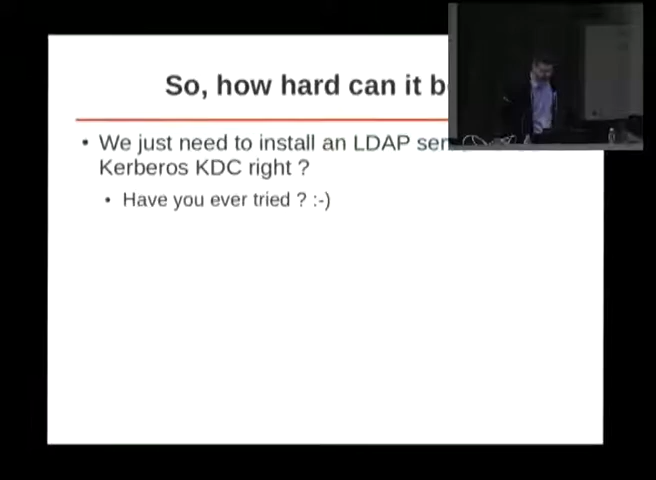 So, how hard can it b
• We just need to install an LDAP ser
Kerberos KDC right ?
• Have you ever tried ? :-)